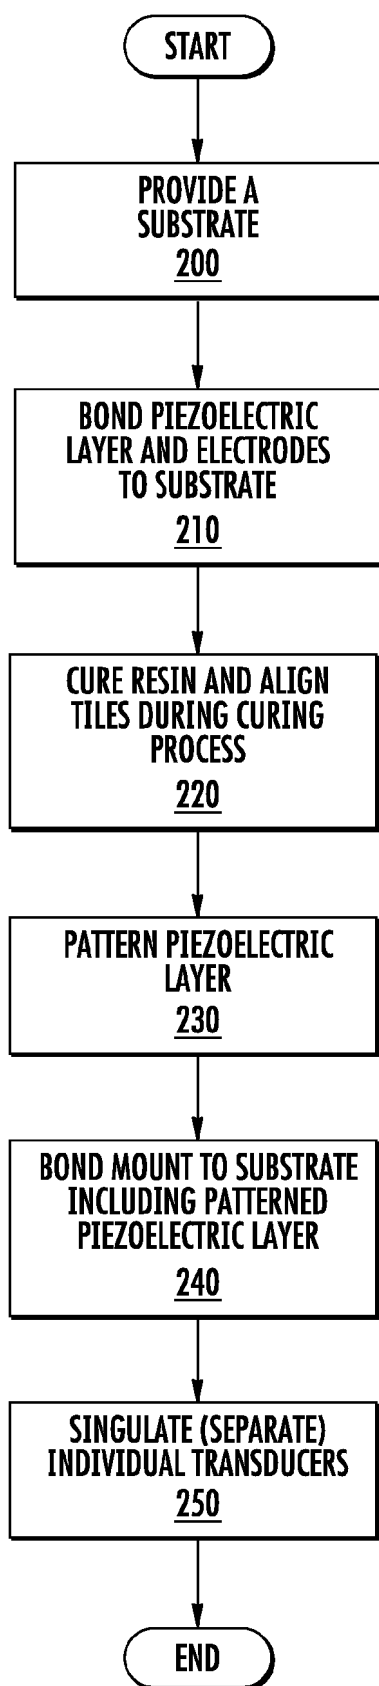 START
PROVIDE A
SUBSTRATE
200
BOND PIEZOELECTRIC
LAYER AND ELECTRODES
TO SUBSTRATE
210
CURE RESIN AND ALIGN
TILES DURING CURING
PROCESS
220
PATTERN PIEZOELECTRIC
LAYER
230
BOND MOUNT TO SUBSTRATE
INCLUDING PATTERNED
PIEZOELECTRIC LAYER
240
SINGULATE (SEPARATE)
INDIVIDUAL TRANSDUCERS
250
END